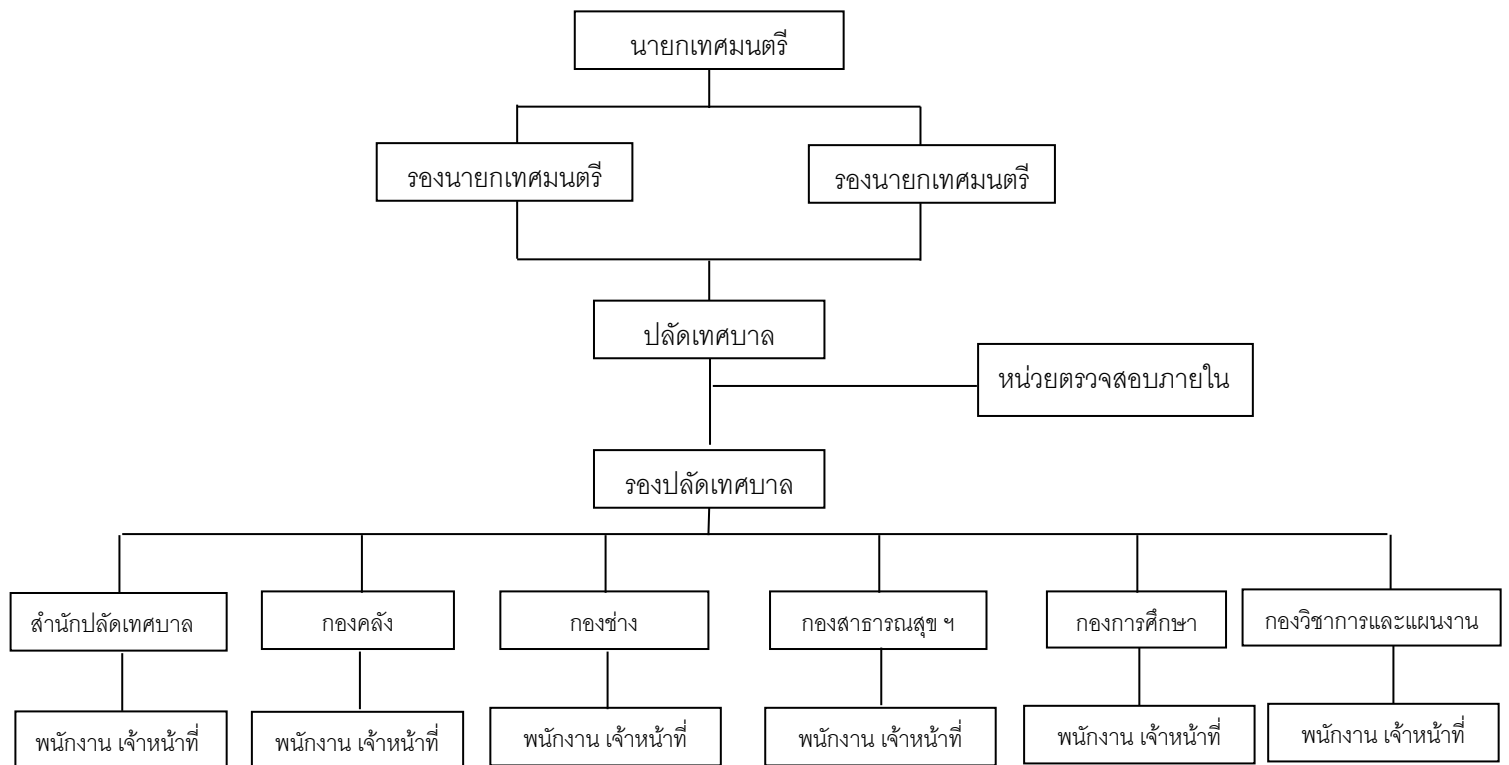 นายกเทศมนตรี
รองนายกเทศมนตรี
รองนายกเทศมนตรี
ปลัดเทศบาล
หน่วยตรวจสอบภายใน
รองปลัดเทศบาล
สำนักปลัดเทศบาล
กองคลัง
กองช่าง
กองสาธารณสุข ฯ
กองการศึกษา
กองวิชาการและแผนงาน
พนักงาน เจ้าหน้าที่
พนักงาน เจ้าหน้าที่
พนักงาน เจ้าหน้าที่
พนักงาน เจ้าหน้าที่
พนักงาน เจ้าหน้าที่
พนักงาน เจ้าหน้าที่